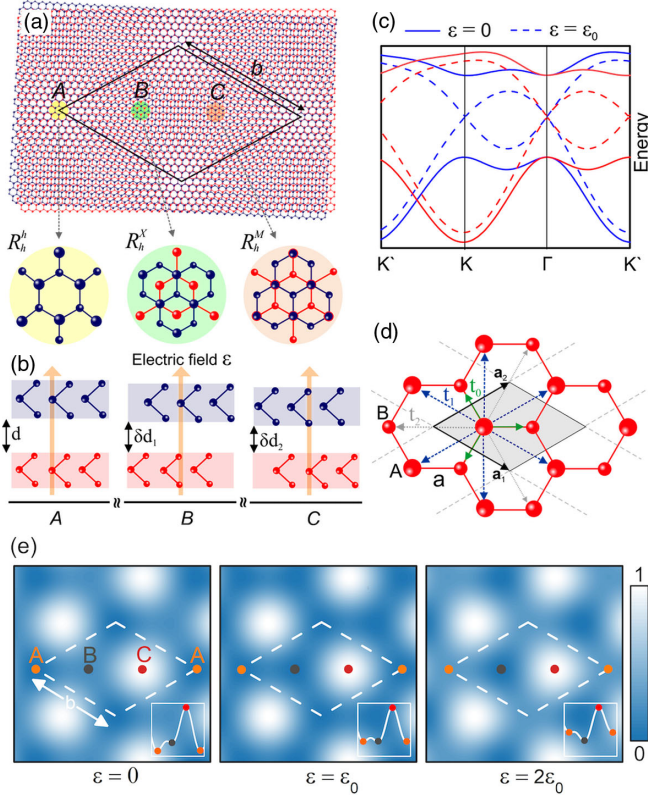 (a)
A
B
C
b
R_h^h
R_h^X
R_h^M
(b)
Electric field ε
d
δd₁
δd₂
A
≈
B
≈
C
(c)
ε = 0
ε = ε₀
Energy
K`
K
Γ
K`
(d)
a₂
t₀
t₁
B
t₂
A
a
a₁
(e)
A
B
C
A
b
1
0
ε = 0
ε = ε₀
ε = 2ε₀